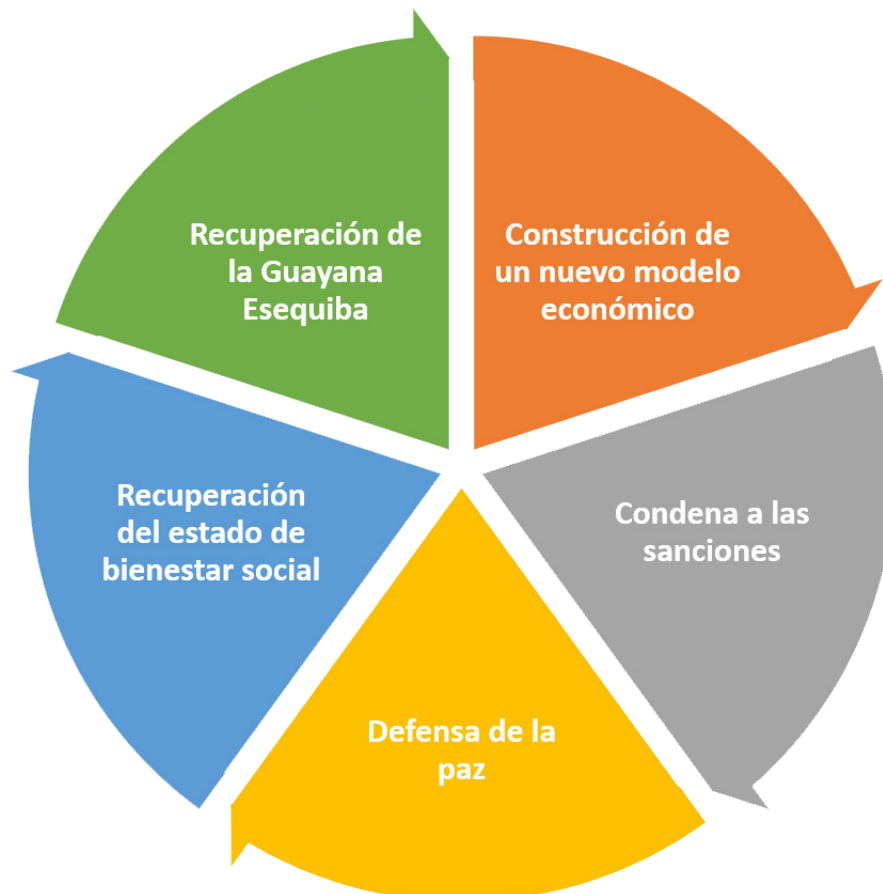 Recuperación de
la Guayana
Esequiba
Construcción de
un nuevo modelo
económico
Condena a las
sanciones
Defensa de la
paz
Recuperación
del estado de
bienestar social